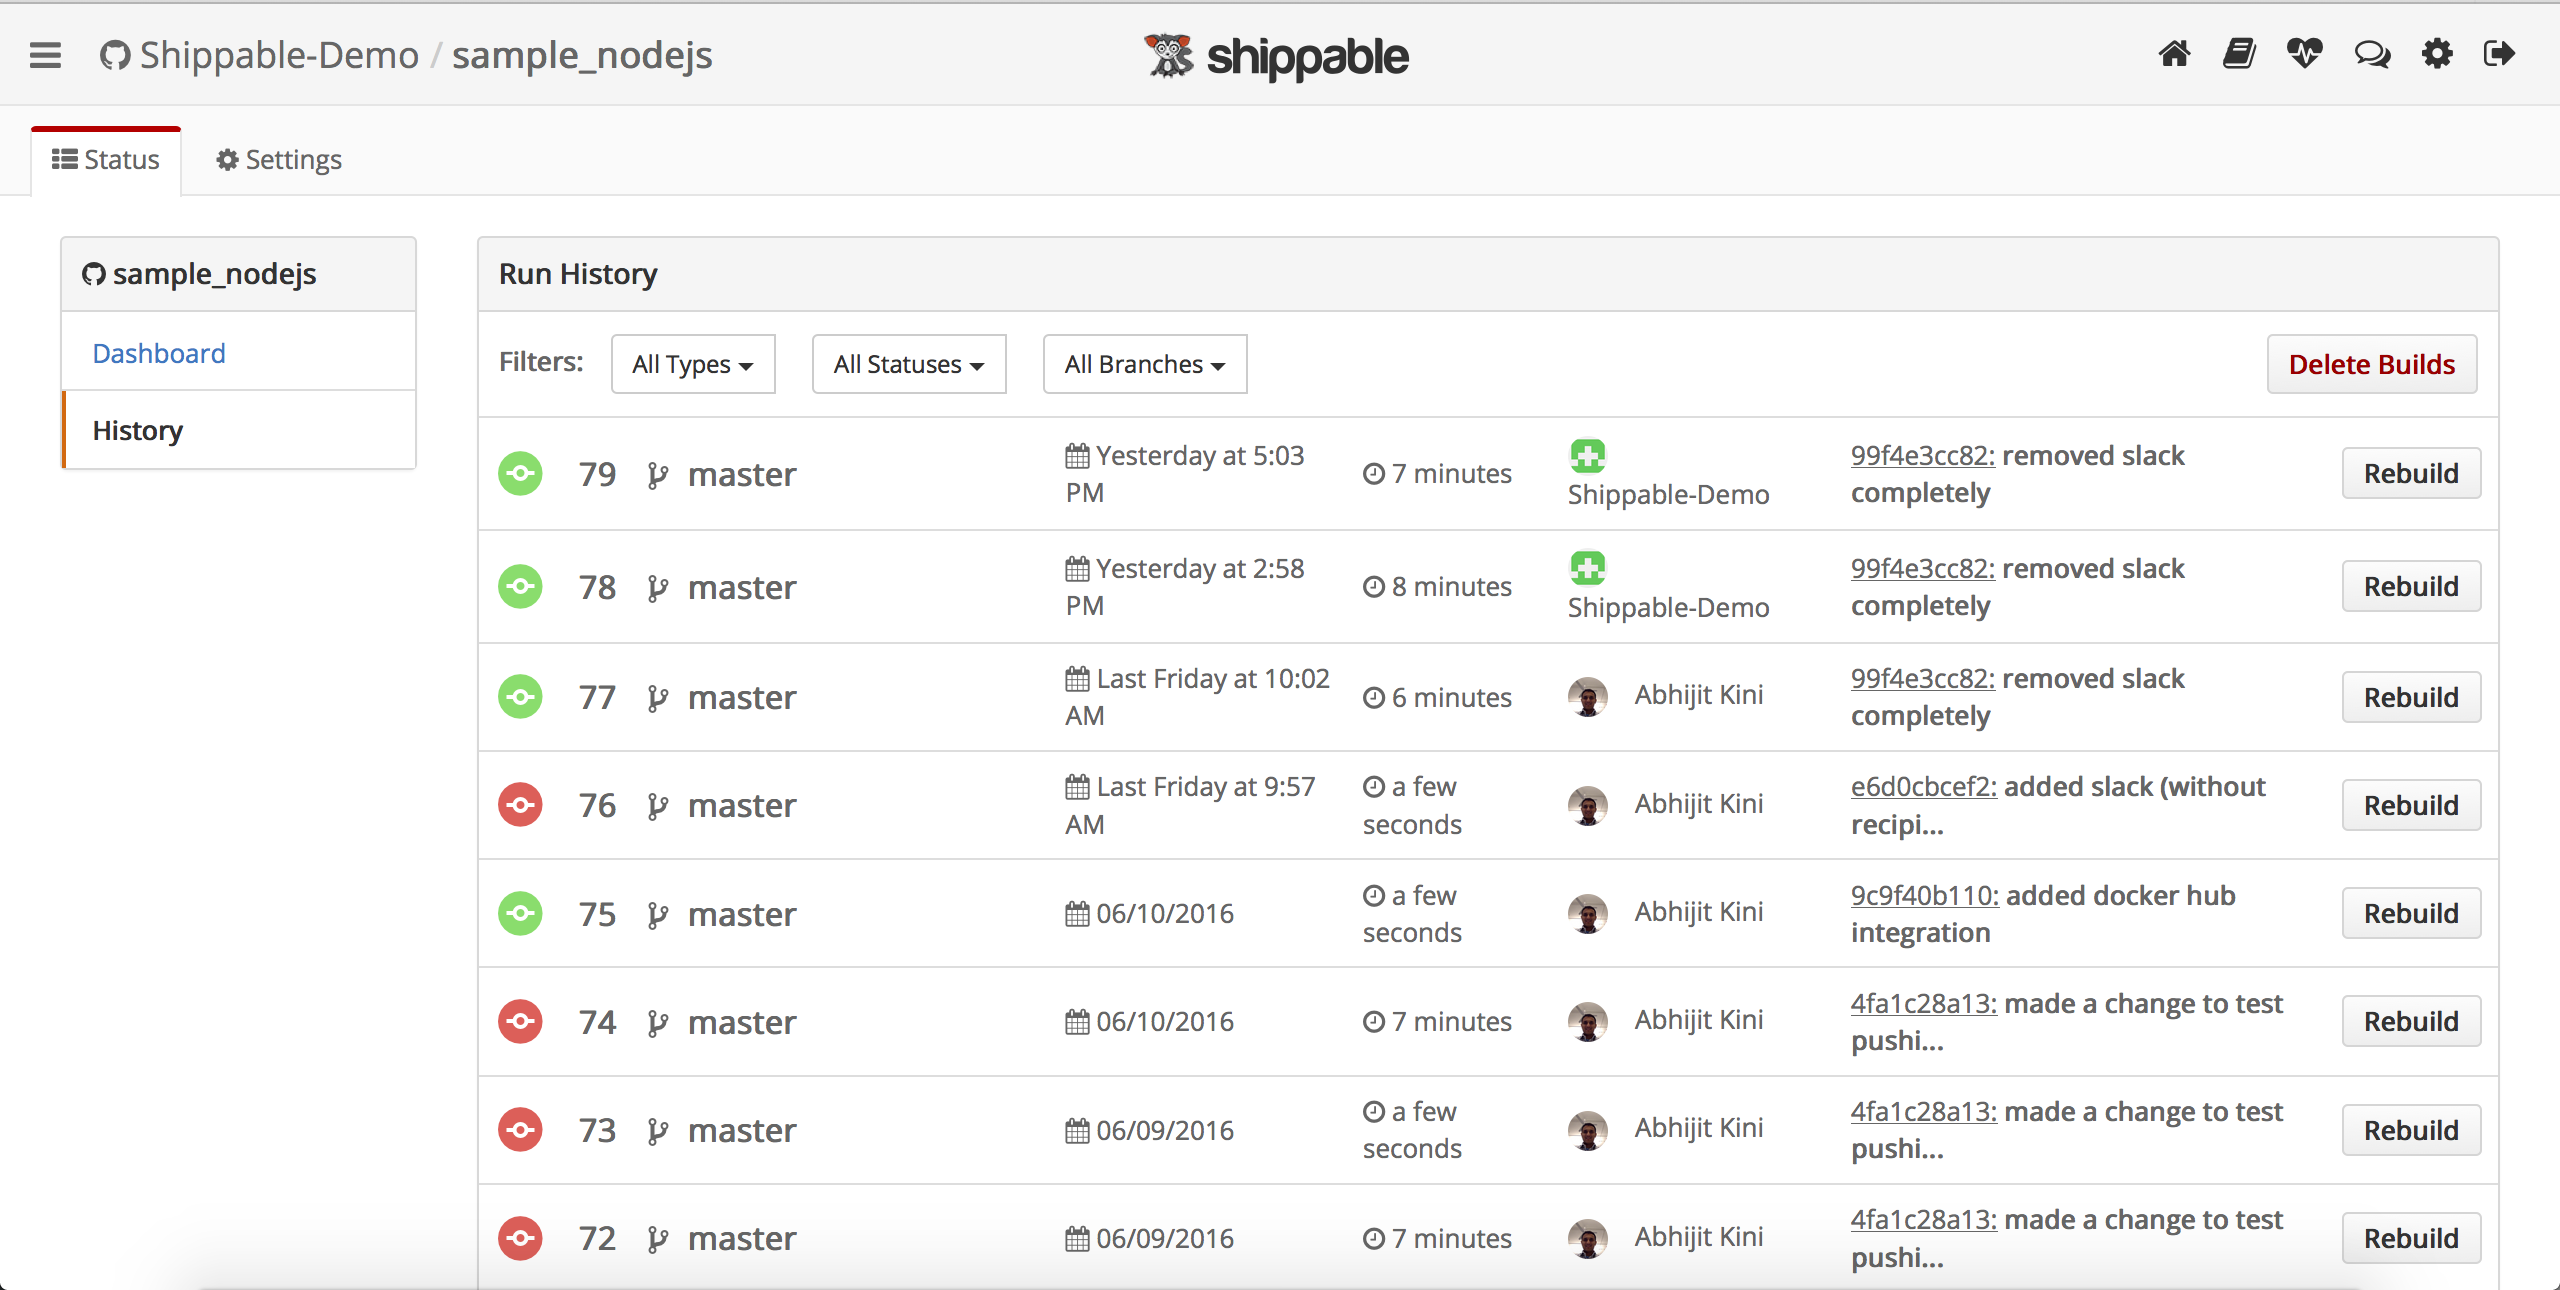 Shippable-Demo / sample_nodejs
shippable
Status
Settings
sample_nodejs
Dashboard
History
Run History
Filters:
All Types
All Statuses
All Branches
Delete Builds
79 master
Yesterday at 5:03
PM
7 minutes
Shippable-Demo
99f4e3cc82: removed slack
completely
Rebuild
78 master
Yesterday at 2:58
PM
8 minutes
Shippable-Demo
99f4e3cc82: removed slack
completely
Rebuild
77 master
Last Friday at 10:02
AM
6 minutes
Abhijit Kini
99f4e3cc82: removed slack
completely
Rebuild
76 master
Last Friday at 9:57
AM
a few
seconds
Abhijit Kini
e6d0cbcef2: added slack (without
recipi...
Rebuild
75 master
06/10/2016
a few
seconds
Abhijit Kini
9c9f40b110: added docker hub
integration
Rebuild
74 master
06/10/2016
7 minutes
Abhijit Kini
4fa1c28a13: made a change to test
pushi...
Rebuild
73 master
06/09/2016
a few
seconds
Abhijit Kini
4fa1c28a13: made a change to test
pushi...
Rebuild
72 master
06/09/2016
7 minutes
Abhijit Kini
4fa1c28a13: made a change to test
pushi...
Rebuild